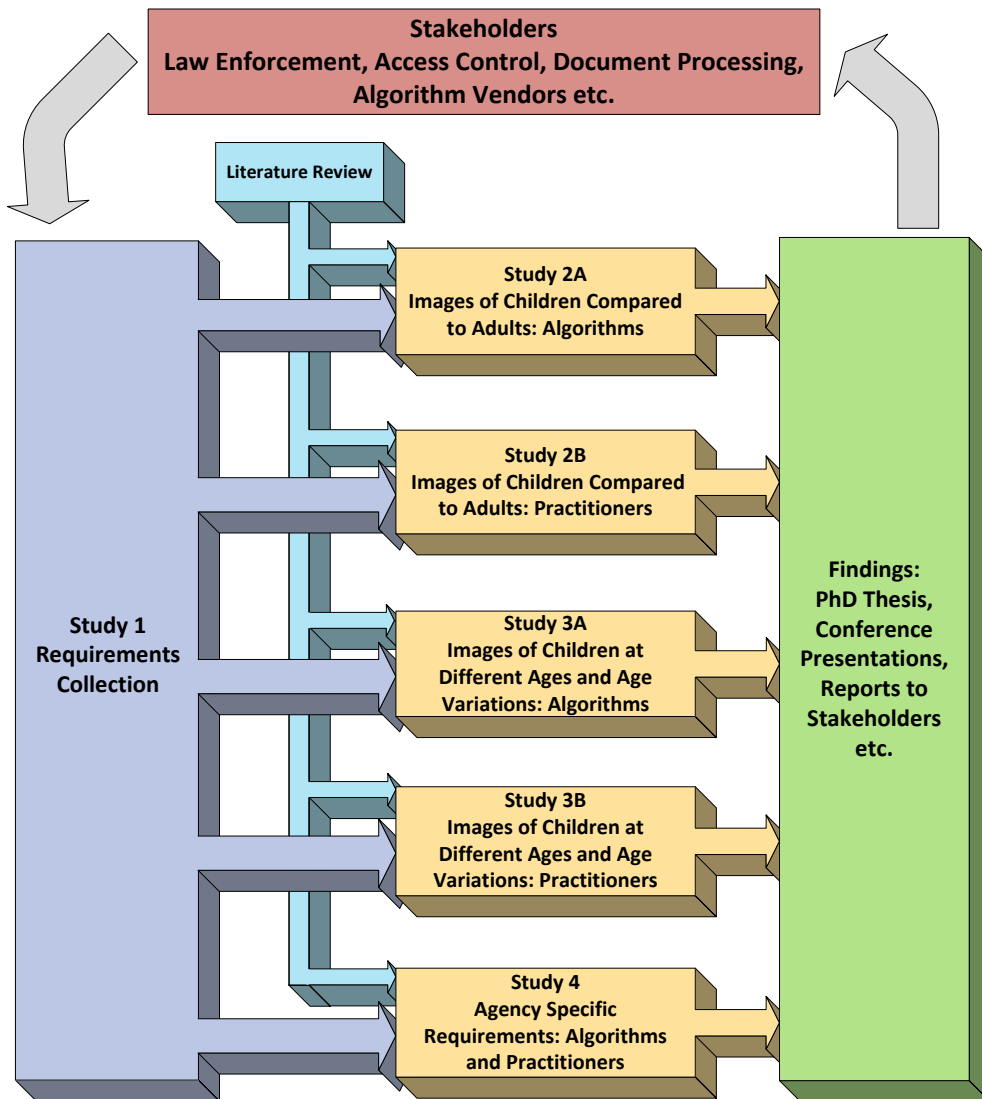 Stakeholders
Law Enforcement, Access Control, Document Processing,
Algorithm Vendors etc.
Literature Review
Study 1
Requirements
Collection
Study 2A
Images of Children Compared
to Adults: Algorithms
Study 2B
Images of Children Compared
to Adults: Practitioners
Study 3A
Images of Children at
Different Ages and Age
Variations: Algorithms
Study 3B
Images of Children at
Different Ages and Age
Variations: Practitioners
Study 4
Agency Specific
Requirements: Algorithms
and Practitioners
Findings:
PhD Thesis,
Conference
Presentations,
Reports to
Stakeholders
etc.